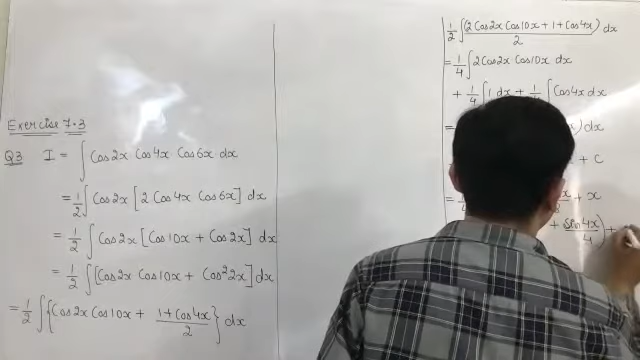 Exercise 7.3
Q3 I = ∫ Cos2x Cos4x Cos6x dx
= 1/2 ∫ Cos2x [2 Cos4x Cos6x] dx
= 1/2 ∫ Cos2x [Cos10x + Cos2x] dx
= 1/2 ∫ [Cos2x Cos10x + Cos²2x] dx
= 1/2 ∫ {Cos2x Cos10x + (1 + Cos4x)/2} dx
1/2 ∫ (2 Cos2x Cos10x + 1 + Cos4x)/2 dx
= 1/4 ∫ 2Cos2x Cos10x dx
+ 1/4 ∫ 1 dx + 1/4 ∫ Cos4x dx
= x) dx
+ C
= + x
+ Sin4x/4) +